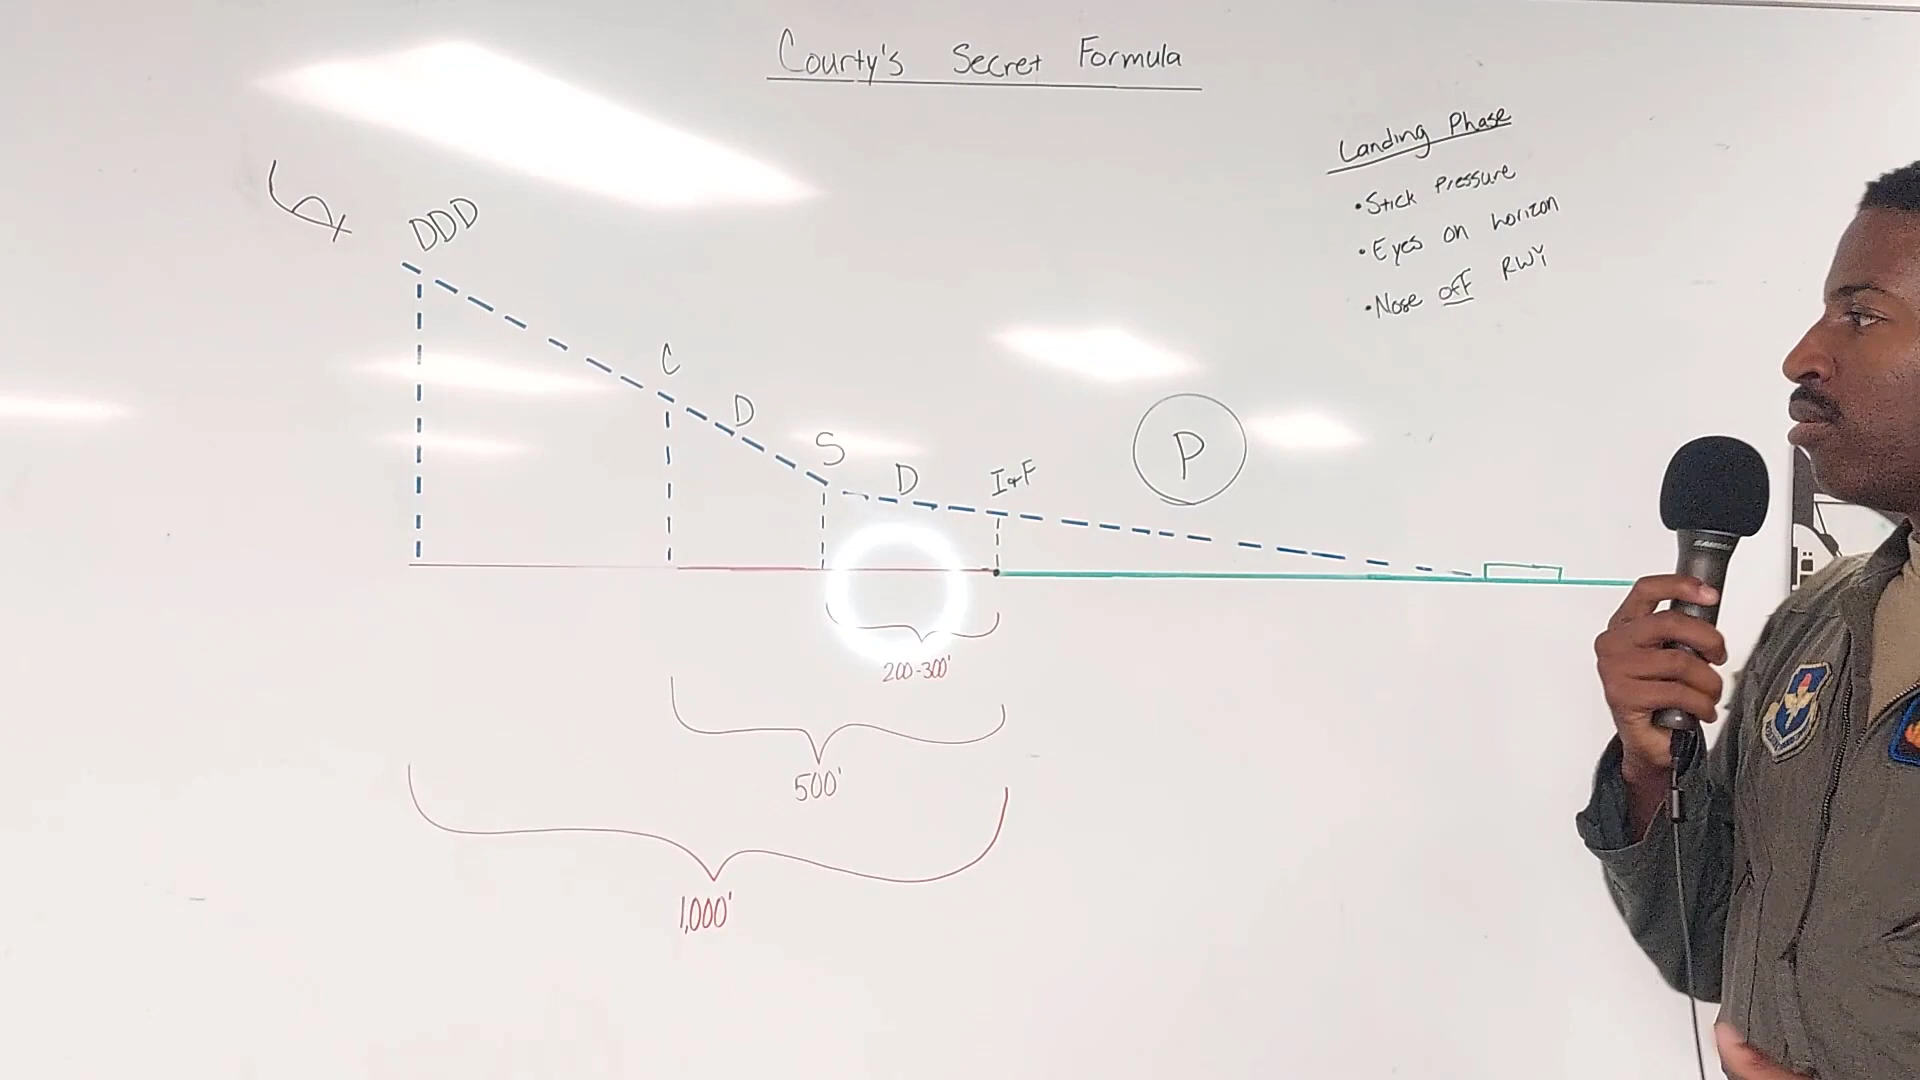 Courty's Secret Formula
Landing Phase
• Stick Pressure
• Eyes on horizon
• Nose off RWY
DDD
C
D
S
D
I+F
P
200-300'
500'
1,000'